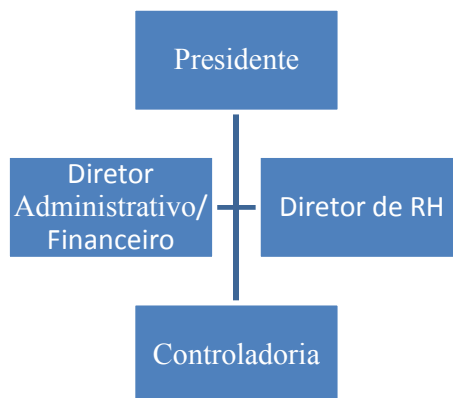 Presidente
Diretor
Administrativo/
Financeiro
Diretor de RH
Controladoria